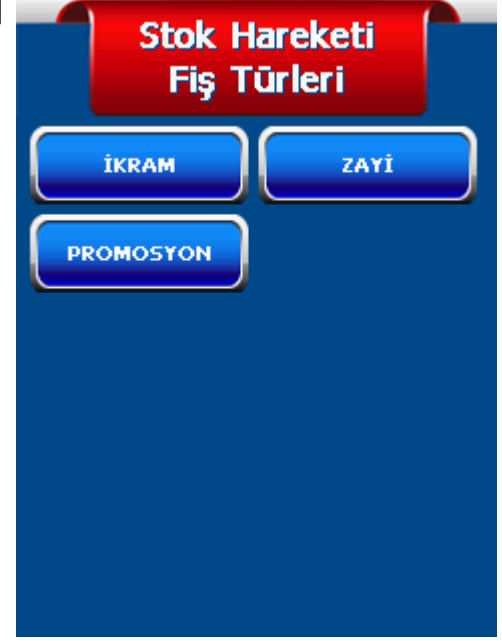 Stok Hareketi
Fiş Türleri
İKRAM
ZAYİ
PROMOSYON